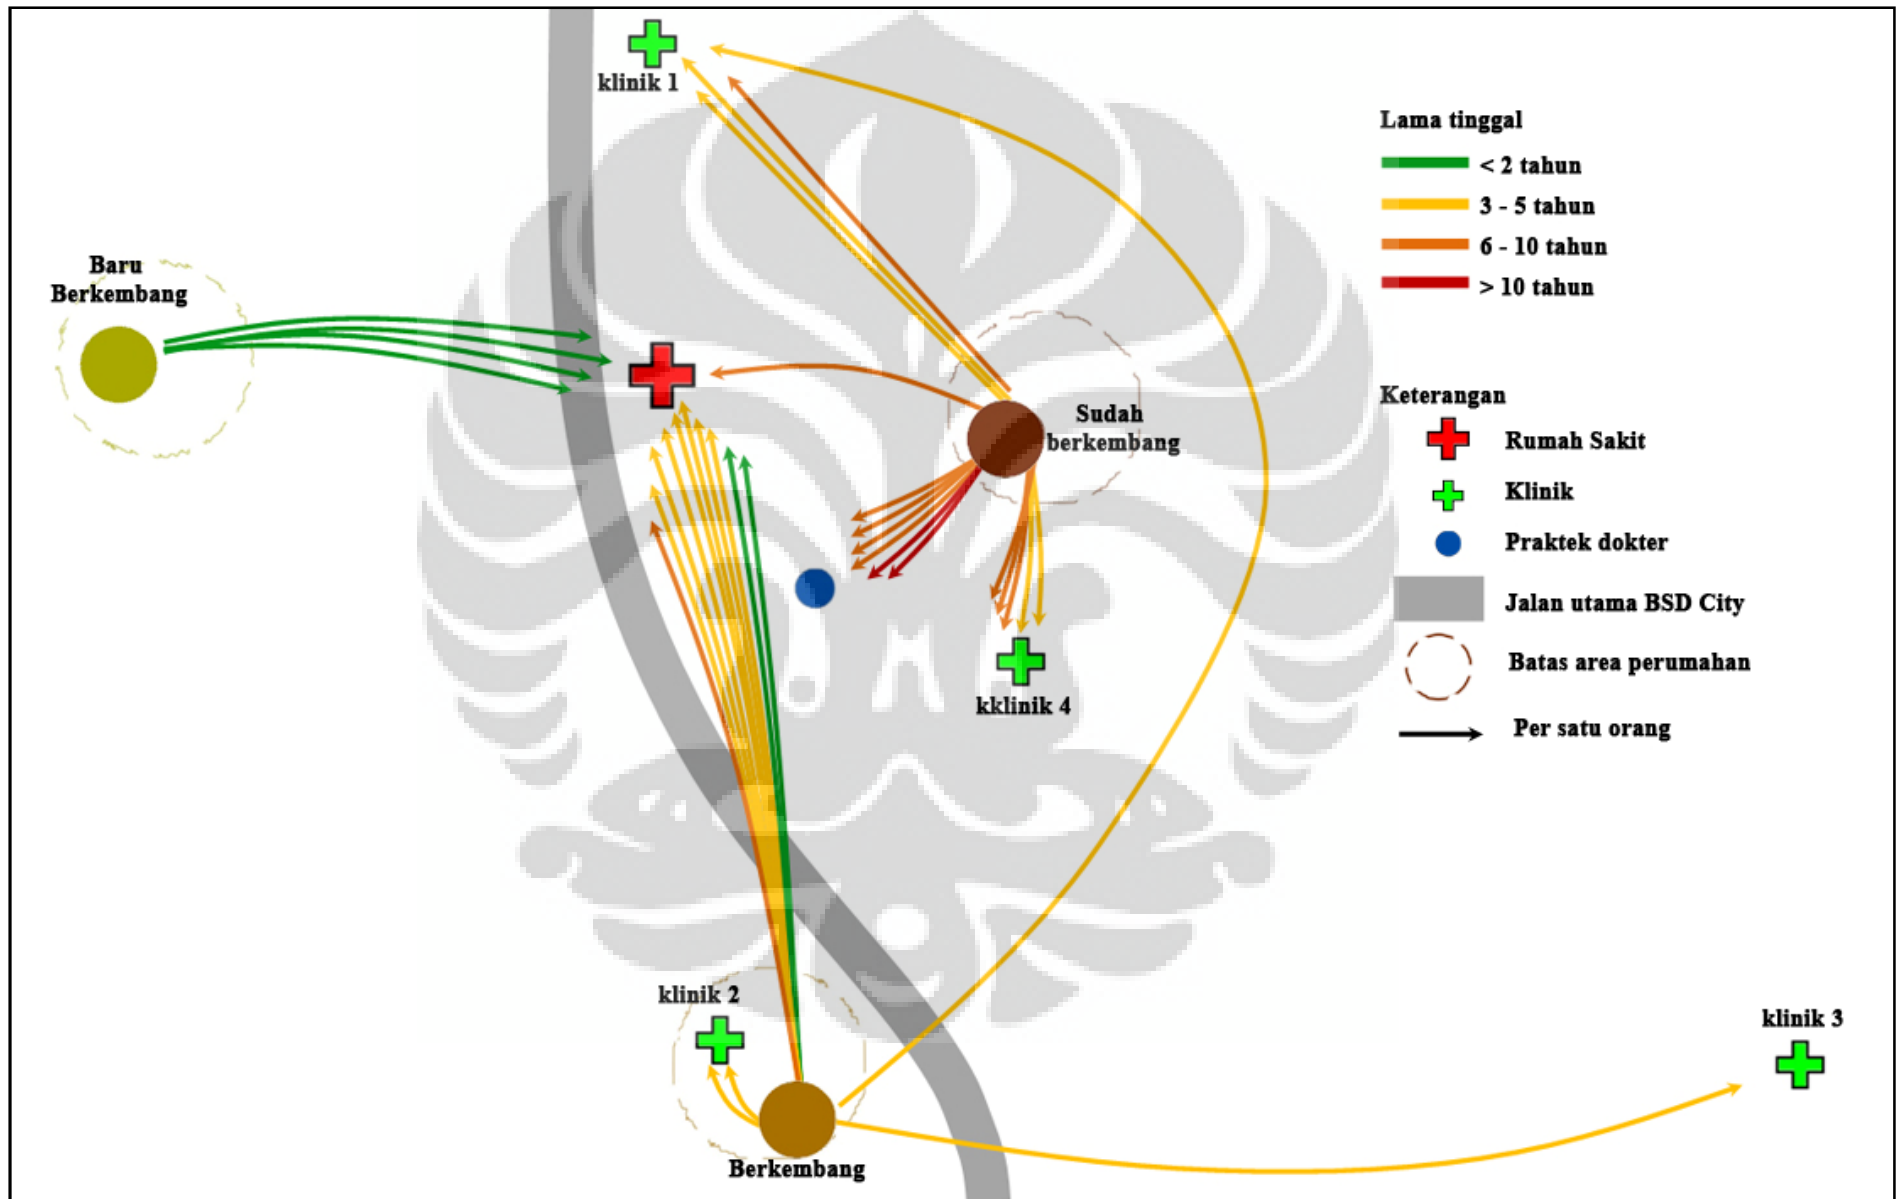 klinik 1
Lama tinggal
< 2 tahun
3 - 5 tahun
6 - 10 tahun
> 10 tahun
Baru
Berkembang
Keterangan
Sudah
berkembang
Rumah Sakit
Klinik
Praktek dokter
Jalan utama BSD City
Batas area perumahan
kklinik 4
Per satu orang
klinik 2
klinik 3
Berkembang